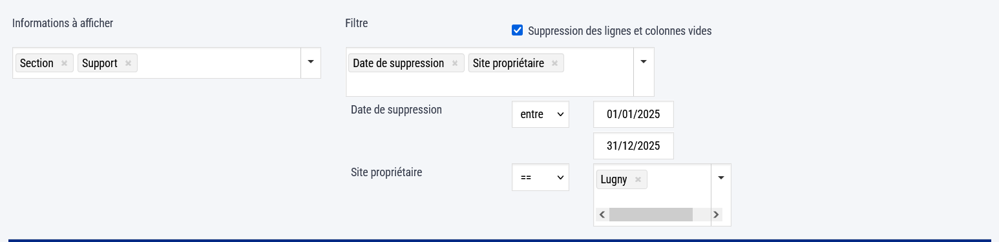 Informations à afficher
Filtre
Suppression des lignes et colonnes vides
Section × Support ×
Date de suppression × Site propriétaire ×
Date de suppression
entre
01/01/2025
31/12/2025
Site propriétaire
==
Lugny ×